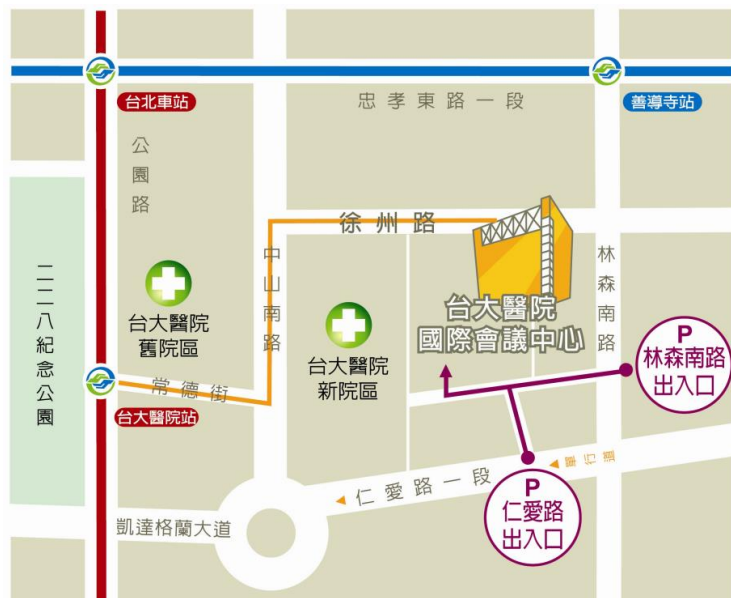 台北車站
忠孝東路一段
善導寺站
公園路
徐州路
中山南路
林森南路
二二八紀念公園
台大醫院
舊院區
台大醫院
新院區
台大醫院
國際會議中心
P
林森南路
出入口
常德街
台大醫院站
單行道
仁愛路一段
P
仁愛路
出入口
凱達格蘭大道